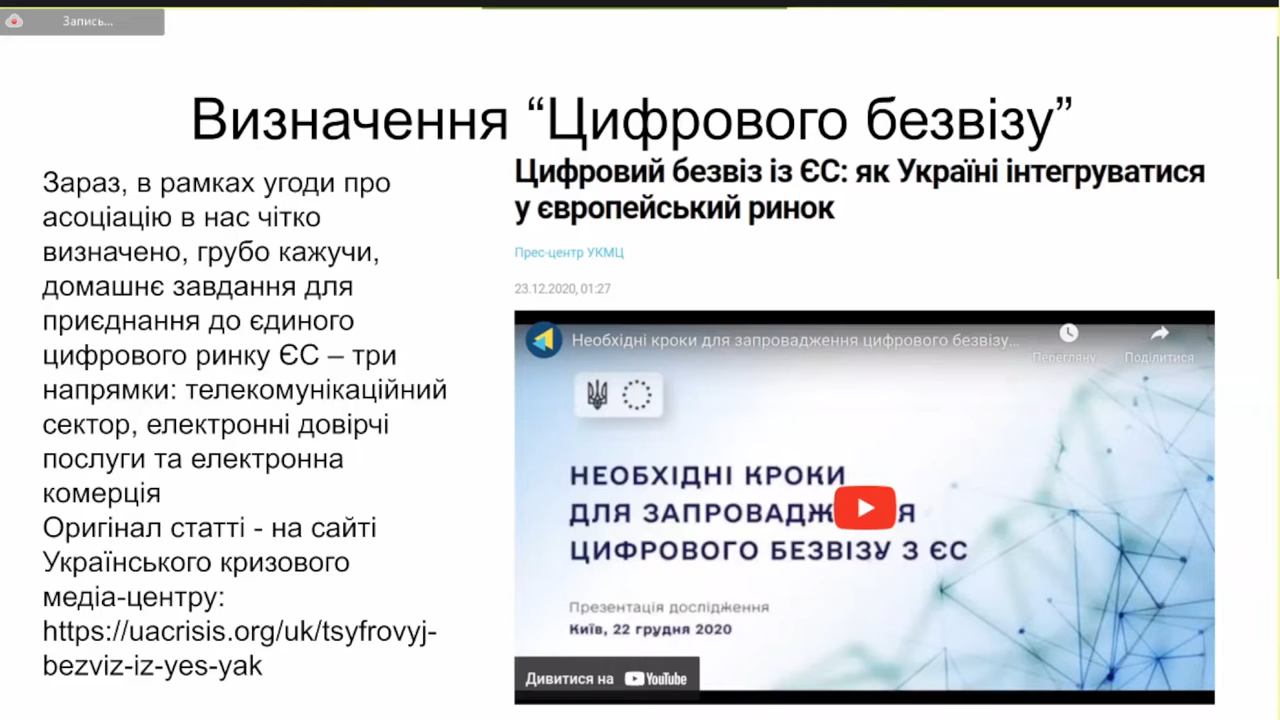 Запись...
Визначення “Цифрового безвізу”
Зараз, в рамках угоди про
асоціацію в нас чітко
визначено, грубо кажучи,
домашнє завдання для
приєднання до єдиного
цифрового ринку ЄС – три
напрямки: телекомунікаційний
сектор, електронні довірчі
послуги та електронна
комерція
Оригінал статті - на сайті
Українського кризового
медіа-центру:
https://uacrisis.org/uk/tsyfrovyj-
bezviz-iz-yes-yak
Цифровий безвіз із ЄС: як Україні інтегруватися
у європейський ринок
Прес-центр УКМЦ
23.12.2020, 01:27
Необхідні кроки для запровадження цифрового безвізу...
Перегляну
Поділитися
НЕОБХІДНІ КРОКИ
ДЛЯ ЗАПРОВАДЖ Я
ЦИФРОВОГО БЕЗВІЗУ З ЄС
Презентація дослідження
Київ, 22 грудня 2020
Дивитися на YouTube